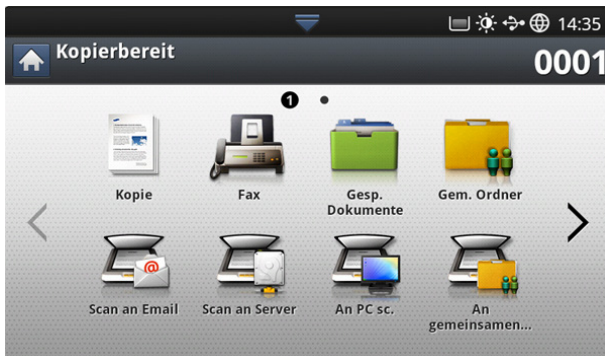 14:35
Kopierbereit
0001
1
Kopie
Fax
Gesp.
Dokumente
Gem. Ordner
@
Scan an Email
Scan an Server
An PC sc.
An
gemeinsamen...